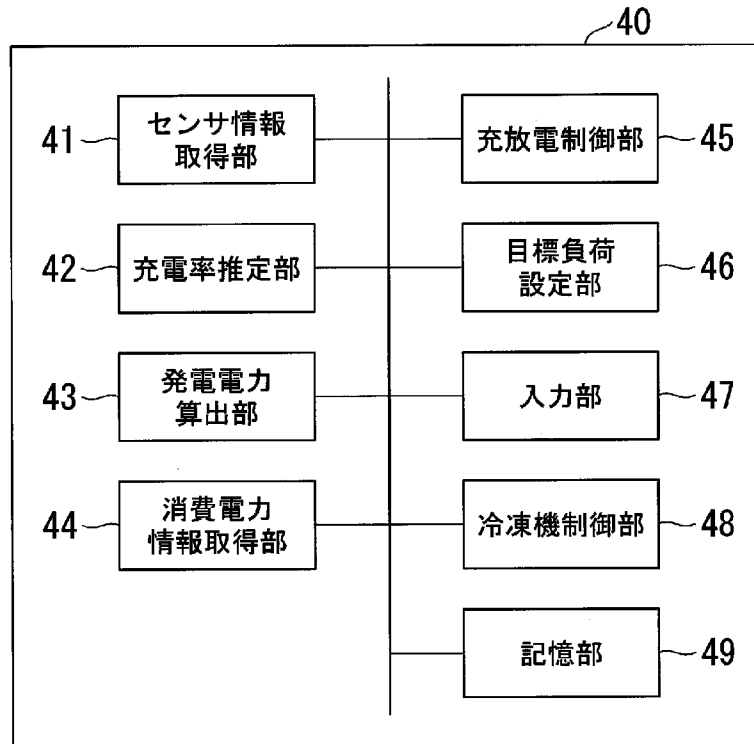 40
41
センサ情報
取得部
42
充電率推定部
43
発電電力
算出部
44
消費電力
情報取得部
充放電制御部
45
目標負荷
設定部
46
入力部
47
冷凍機制御部
48
記憶部
49